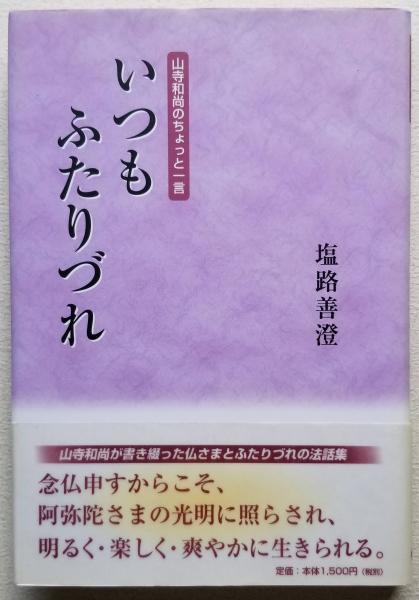 山寺和尚のちょっと一言
いつも
ふたりづれ
塩路善澄
山寺和尚が書き綴った仏さまとふたりづれの法話集
念仏申すからこそ、
阿弥陀さまの光明に照らされ、
明るく・楽しく・爽やかに生きられる。
定価：本体1,500円（税別）